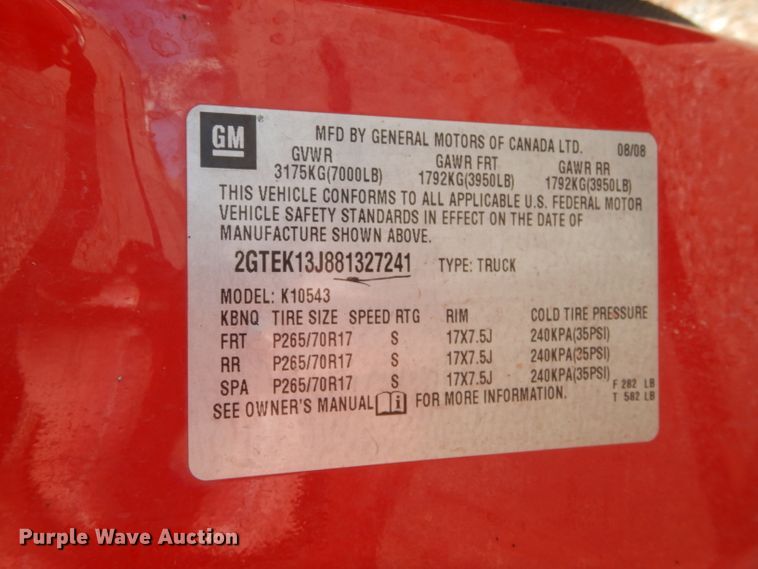 GM
MFD BY GENERAL MOTORS OF CANADA LTD. 08/08
GVWR GAWR FRT GAWR RR
3175KG(7000LB) 1792KG(3950LB) 1792KG(3950LB)
THIS VEHICLE CONFORMS TO ALL APPLICABLE U.S. FEDERAL MOTOR
VEHICLE SAFETY STANDARDS IN EFFECT ON THE DATE OF
MANUFACTURE SHOWN ABOVE.
2GTEK13J881327241 TYPE: TRUCK
MODEL: K10543
KBNQ TIRE SIZE SPEED RTG RIM COLD TIRE PRESSURE
FRT P265/70R17 S 17X7.5J 240KPA(35PSI)
RR P265/70R17 S 17X7.5J 240KPA(35PSI)
SPA P265/70R17 S 17X7.5J 240KPA(35PSI)
SEE OWNER'S MANUAL i FOR MORE INFORMATION.
F 282 LB
T 582 LB
Purple Wave Auction